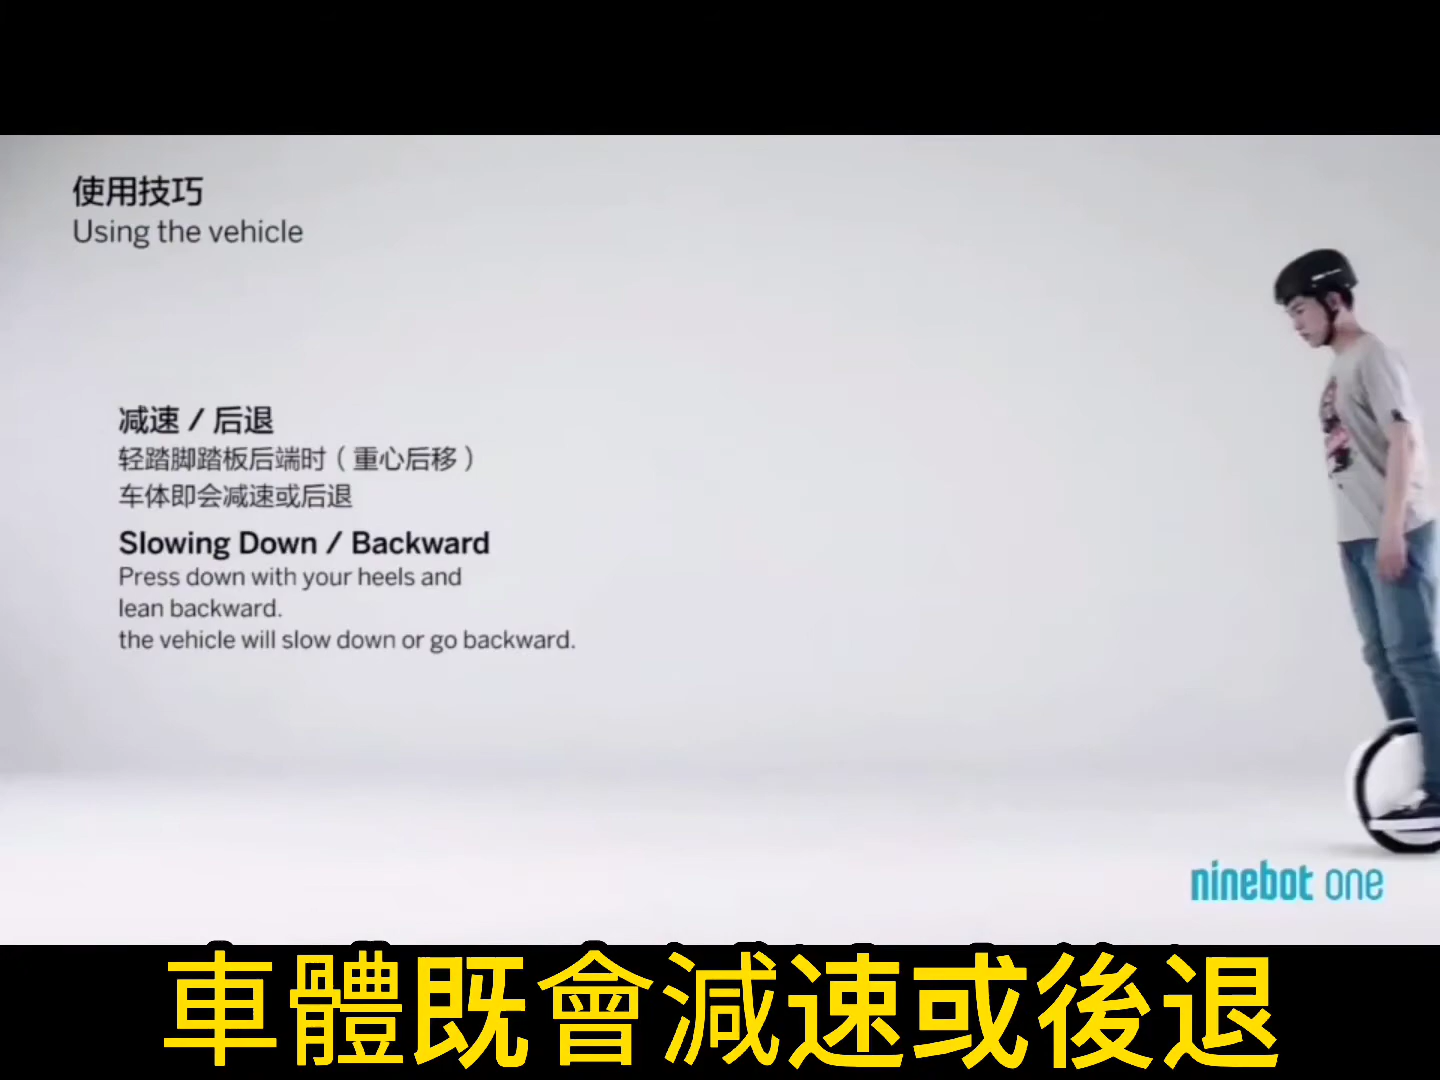 使用技巧
Using the vehicle
减速 / 后退
轻踏脚踏板后端时（重心后移）
车体即会减速或后退
Slowing Down / Backward
Press down with your heels and
lean backward.
the vehicle will slow down or go backward.
ninebot one
車體既會減速或後退